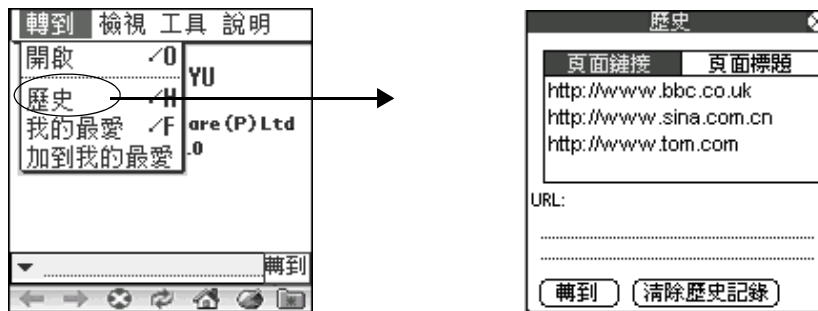 轉到 檢視 工具 說明
開啟 ⁄O
YU
歷史 ⁄H
我的最愛 ⁄F
are(P)Ltd
加到我的最愛
.0
轉到
歷史
頁面鏈接 頁面標題
http://www.bbc.co.uk
http://www.sina.com.cn
http://www.tom.com
URL:
轉到 清除歷史記錄